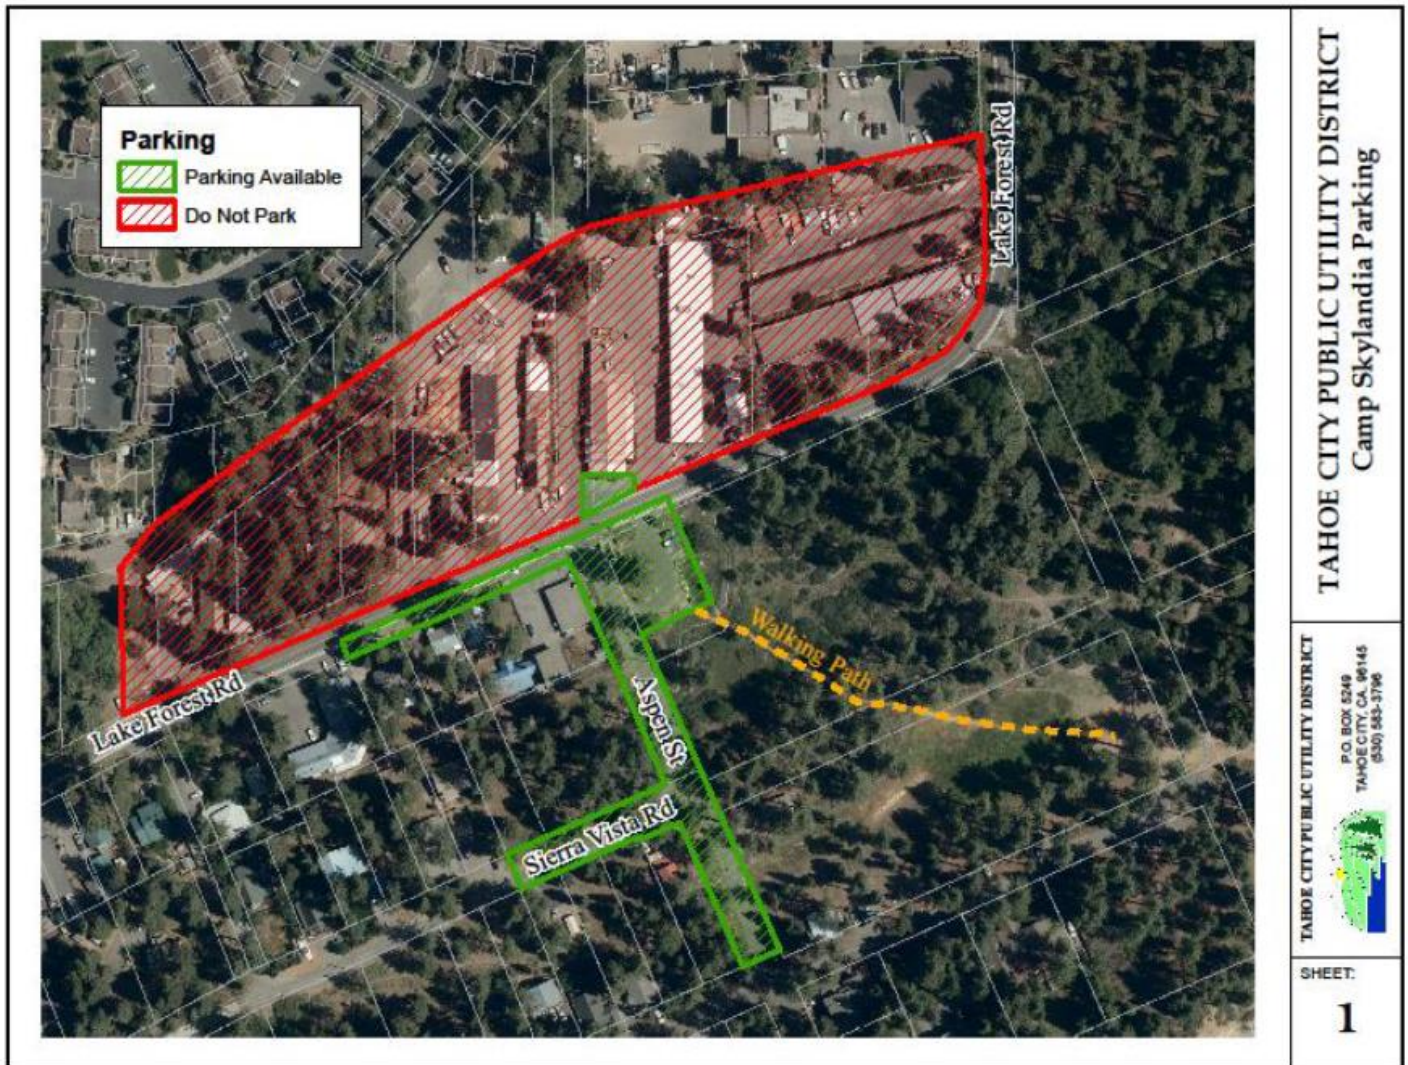 Parking
Parking Available
Do Not Park
Lake Forest Rd
Lake Forest Rd
Walking Path
Aspen St
Sierra Vista Rd
TAHOE CITY PUBLIC UTILITY DISTRICT
Camp Skylandia Parking
TAHOE CITY PUBLIC UTILITY DISTRICT
P.O. BOX 5249
TAHOE CITY, CA. 96145
(530) 583-3796
SHEET:
1